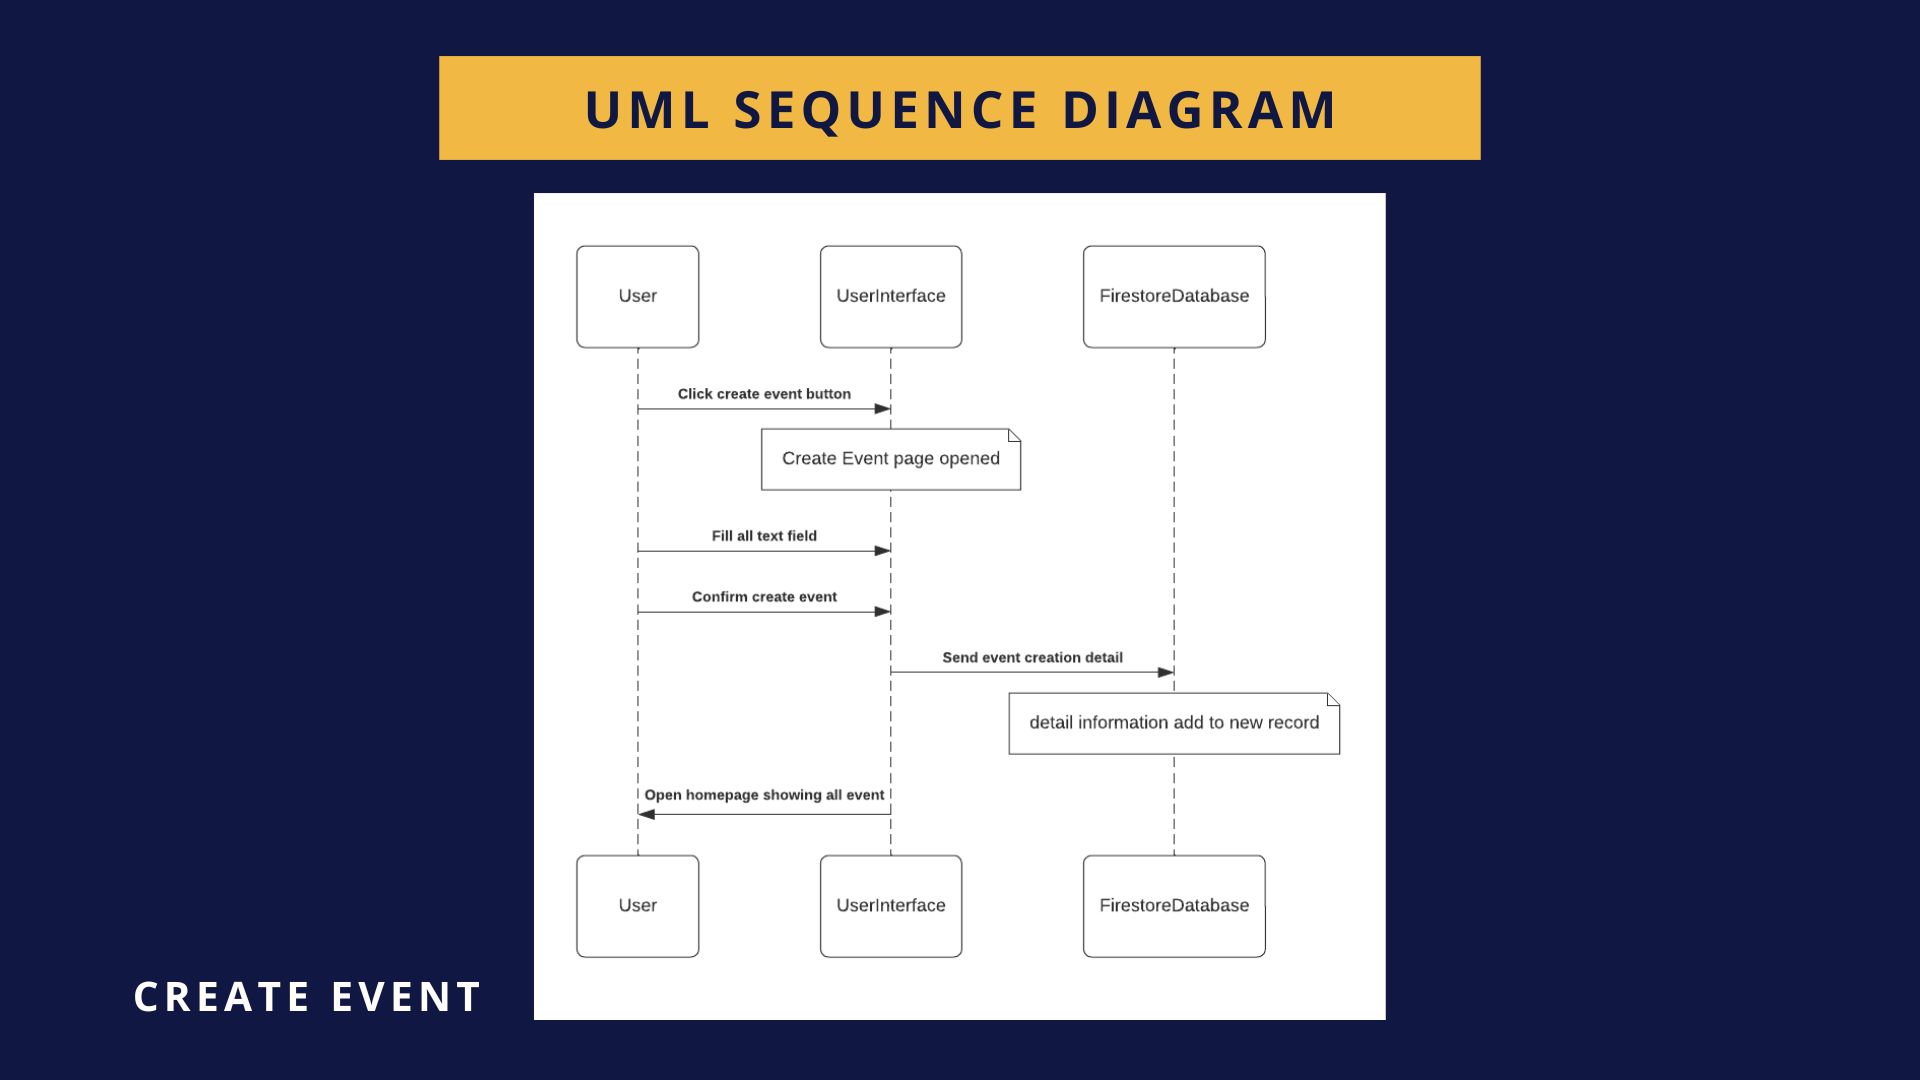 UML SEQUENCE DIAGRAM
User
UserInterface
FirestoreDatabase
Click create event button
Create Event page opened
Fill all text field
Confirm create event
Send event creation detail
detail information add to new record
Open homepage showing all event
User
UserInterface
FirestoreDatabase
CREATE EVENT